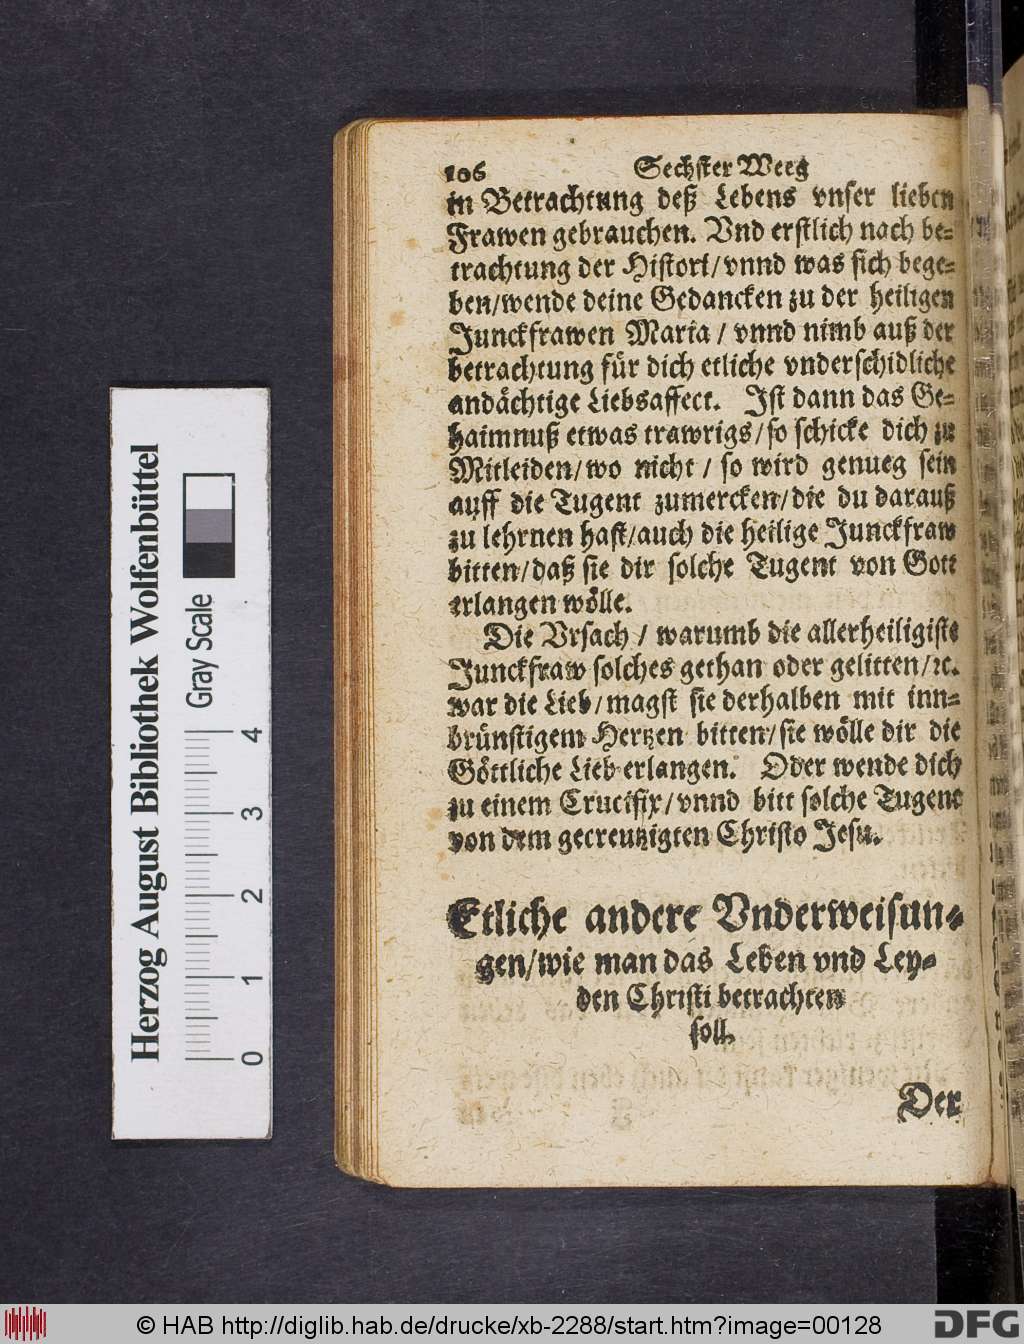 106 Sechster Weeg
in Betrachtung deß Lebens vnser lieben
Frawen gebrauchen. Vnd erstlich nach be-
trachtung der Histori/vnnd was sich bege-
ben/wende deine Gedancken zu der heiligen
Junckfrawen Maria / vnnd nimb auß der
betrachtung für dich etliche vnderschidliche
andächtige Liebsaffect. Ist dann das Ge-
haimnuß etwas trawrigs/so schicke dich zu
Mitleiden/wo nicht / so wird genueg sein
auff die Tugent zumercken/die du darauß
zu lehrnen hast/auch die heilige Junckfraw
bitten/daß sie dir solche Tugent von Gott
erlangen wölle.
Die Vrsach / warumb die allerheiligiste
Junckfraw solches gethan oder gelitten/ꝛc.
war die Lieb/magst sie derhalben mit inn-
brünstigem Hertzen bitten/sie wölle dir die
Göttliche Lieb erlangen. Oder wende dich
zu einem Crucifix/vnnd bitt solche Tugent
von dem gecreutzigten Christo Jesu.
Etliche andere Vnderweisun-
gen/wie man das Leben vnd Ley-
den Christi betrachten
soll.
Der
Herzog August Bibliothek Wolfenbüttel
Gray Scale
0 1 2 3 4
© HAB http://diglib.hab.de/drucke/xb-2288/start.htm?image=00128
DFG